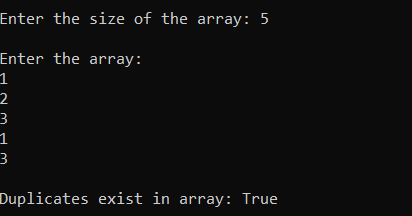 Enter the size of the array: 5
Enter the array:
1
2
3
1
3
Duplicates exist in array: True